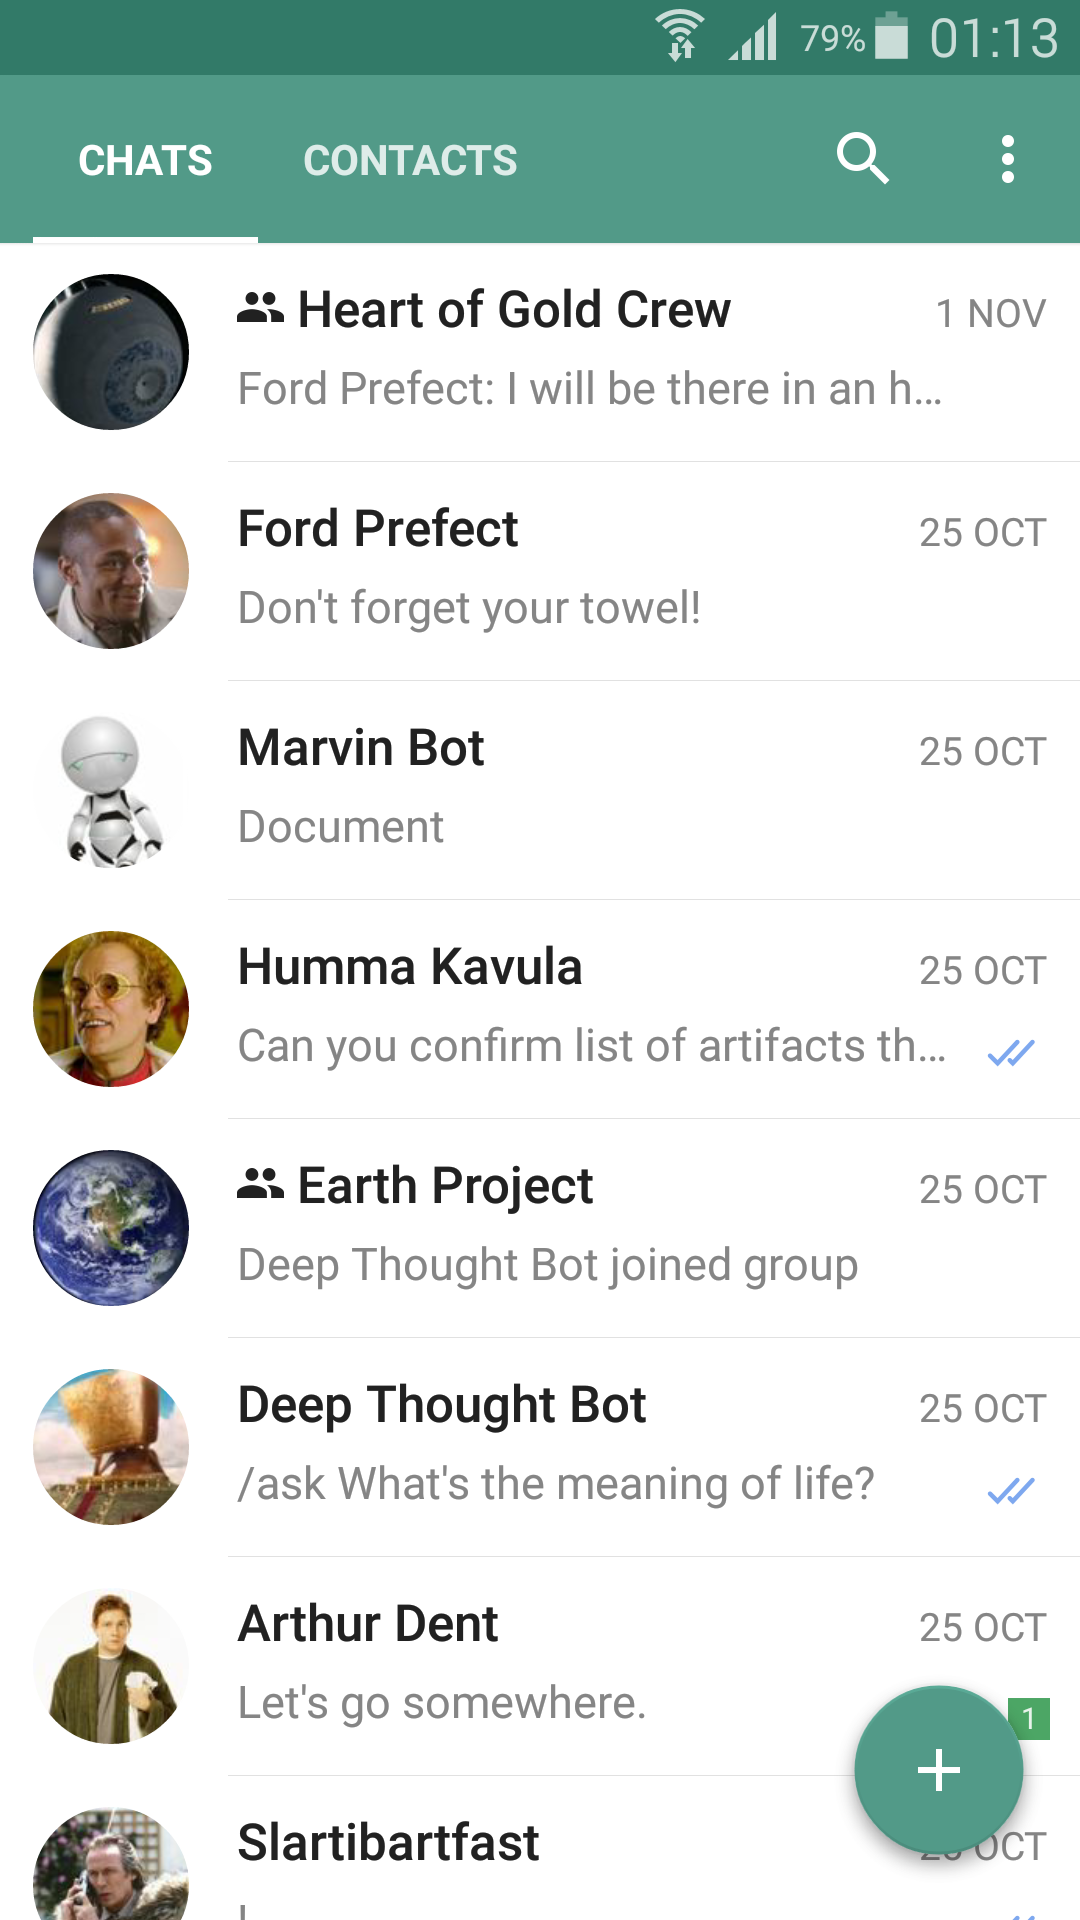 79% 01:13
CHATS CONTACTS
Heart of Gold Crew 1 NOV
Ford Prefect: I will be there in an h…
Ford Prefect 25 OCT
Don't forget your towel!
Marvin Bot 25 OCT
Document
Humma Kavula 25 OCT
Can you confirm list of artifacts th…
Earth Project 25 OCT
Deep Thought Bot joined group
Deep Thought Bot 25 OCT
/ask What's the meaning of life?
Arthur Dent 25 OCT
Let's go somewhere.
1
Slartibartfast OCT